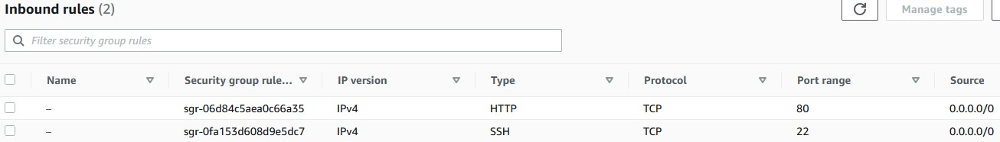 Inbound rules (2)
Manage tags
Filter security group rules
Name Security group rule... IP version Type Protocol Port range Source
– sgr-06d84c5aea0c66a35 IPv4 HTTP TCP 80 0.0.0.0/0
– sgr-0fa153d608d9e5dc7 IPv4 SSH TCP 22 0.0.0.0/0